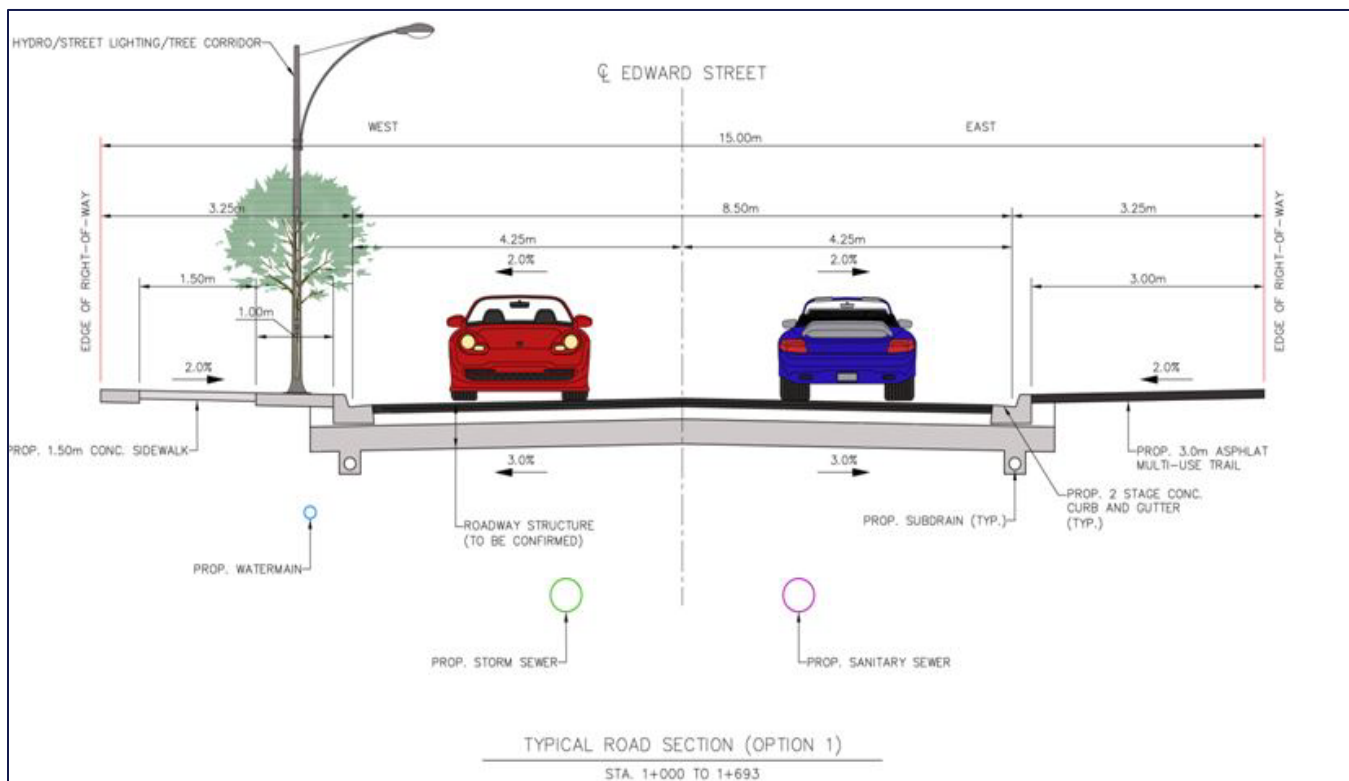 HYDRO/STREET LIGHTING/TREE CORRIDOR
℄ EDWARD STREET
WEST
EAST
15.00m
EDGE OF RIGHT-OF-WAY
3.25m
8.50m
3.25m
EDGE OF RIGHT-OF-WAY
4.25m
4.25m
2.0%
2.0%
1.50m
3.00m
1.00m
2.0%
2.0%
PROP. 1.50m CONC. SIDEWALK
3.0%
3.0%
PROP. 3.0m ASPHLAT
MULTI-USE TRAIL
PROP. 2 STAGE CONC.
CURB AND GUTTER
(TYP.)
ROADWAY STRUCTURE
(TO BE CONFIRMED)
PROP. SUBDRAIN (TYP.)
PROP. WATERMAIN
PROP. STORM SEWER
PROP. SANITARY SEWER
TYPICAL ROAD SECTION (OPTION 1)
STA. 1+000 TO 1+693